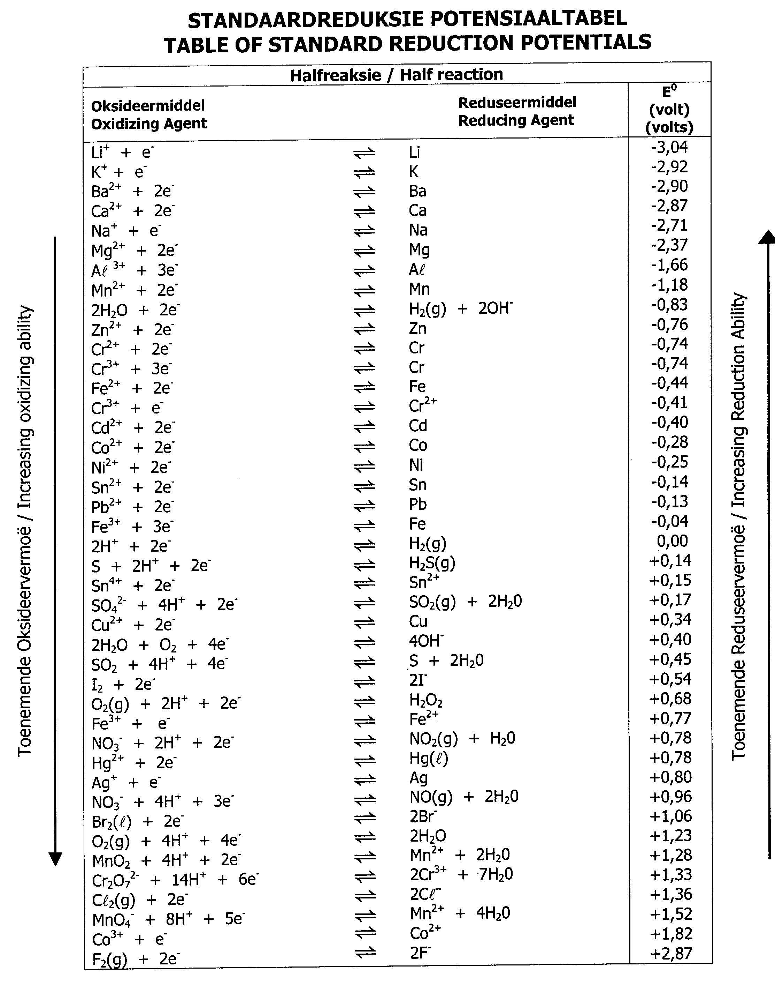 STANDAARDREDUKSIE POTENSIAALTABEL
TABLE OF STANDARD REDUCTION POTENTIALS
Halfreaksie / Half reaction
Oksideermiddel Reduseermiddel E⁰
Oxidizing Agent Reducing Agent (volt)
(volts)
Li⁺ + e⁻ ⇌ Li -3,04
K⁺ + e⁻ ⇌ K -2,92
Ba²⁺ + 2e⁻ ⇌ Ba -2,90
Ca²⁺ + 2e⁻ ⇌ Ca -2,87
Na⁺ + e⁻ ⇌ Na -2,71
Mg²⁺ + 2e⁻ ⇌ Mg -2,37
Aℓ ³⁺ + 3e⁻ ⇌ Aℓ -1,66
Mn²⁺ + 2e⁻ ⇌ Mn -1,18
2H₂O + 2e⁻ ⇌ H₂(g) + 2OH⁻ -0,83
Zn²⁺ + 2e⁻ ⇌ Zn -0,76
Cr²⁺ + 2e⁻ ⇌ Cr -0,74
Cr³⁺ + 3e⁻ ⇌ Cr -0,74
Fe²⁺ + 2e⁻ ⇌ Fe -0,44
Cr³⁺ + e⁻ ⇌ Cr²⁺ -0,41
Cd²⁺ + 2e⁻ ⇌ Cd -0,40
Co²⁺ + 2e⁻ ⇌ Co -0,28
Ni²⁺ + 2e⁻ ⇌ Ni -0,25
Sn²⁺ + 2e⁻ ⇌ Sn -0,14
Pb²⁺ + 2e⁻ ⇌ Pb -0,13
Fe³⁺ + 3e⁻ ⇌ Fe -0,04
2H⁺ + 2e⁻ ⇌ H₂(g) 0,00
S + 2H⁺ + 2e⁻ ⇌ H₂S(g) +0,14
Sn⁴⁺ + 2e⁻ ⇌ Sn²⁺ +0,15
SO₄²⁻ + 4H⁺ + 2e⁻ ⇌ SO₂(g) + 2H₂0 +0,17
Cu²⁺ + 2e⁻ ⇌ Cu +0,34
2H₂O + O₂ + 4e⁻ ⇌ 4OH⁻ +0,40
SO₂ + 4H⁺ + 4e⁻ ⇌ S + 2H₂0 +0,45
I₂ + 2e⁻ ⇌ 2I⁻ +0,54
O₂(g) + 2H⁺ + 2e⁻ ⇌ H₂O₂ +0,68
Fe³⁺ + e⁻ ⇌ Fe²⁺ +0,77
NO₃⁻ + 2H⁺ + 2e⁻ ⇌ NO₂(g) + H₂0 +0,78
Hg²⁺ + 2e⁻ ⇌ Hg(ℓ) +0,78
Ag⁺ + e⁻ ⇌ Ag +0,80
NO₃⁻ + 4H⁺ + 3e⁻ ⇌ NO(g) + 2H₂0 +0,96
Br₂(ℓ) + 2e⁻ ⇌ 2Br⁻ +1,06
O₂(g) + 4H⁺ + 4e⁻ ⇌ 2H₂O +1,23
MnO₂ + 4H⁺ + 2e⁻ ⇌ Mn²⁺ + 2H₂0 +1,28
Cr₂O₇²⁻ + 14H⁺ + 6e⁻ ⇌ 2Cr³⁺ + 7H₂0 +1,33
Cℓ₂(g) + 2e⁻ ⇌ 2Cℓ⁻ +1,36
MnO₄⁻ + 8H⁺ + 5e⁻ ⇌ Mn²⁺ + 4H₂0 +1,52
Co³⁺ + e⁻ ⇌ Co²⁺ +1,82
F₂(g) + 2e⁻ ⇌ 2F⁻ +2,87
Toenemende Oksideervermoë / Increasing oxidizing ability
Toenemende Reduseervermoë / Increasing Reduction Ability